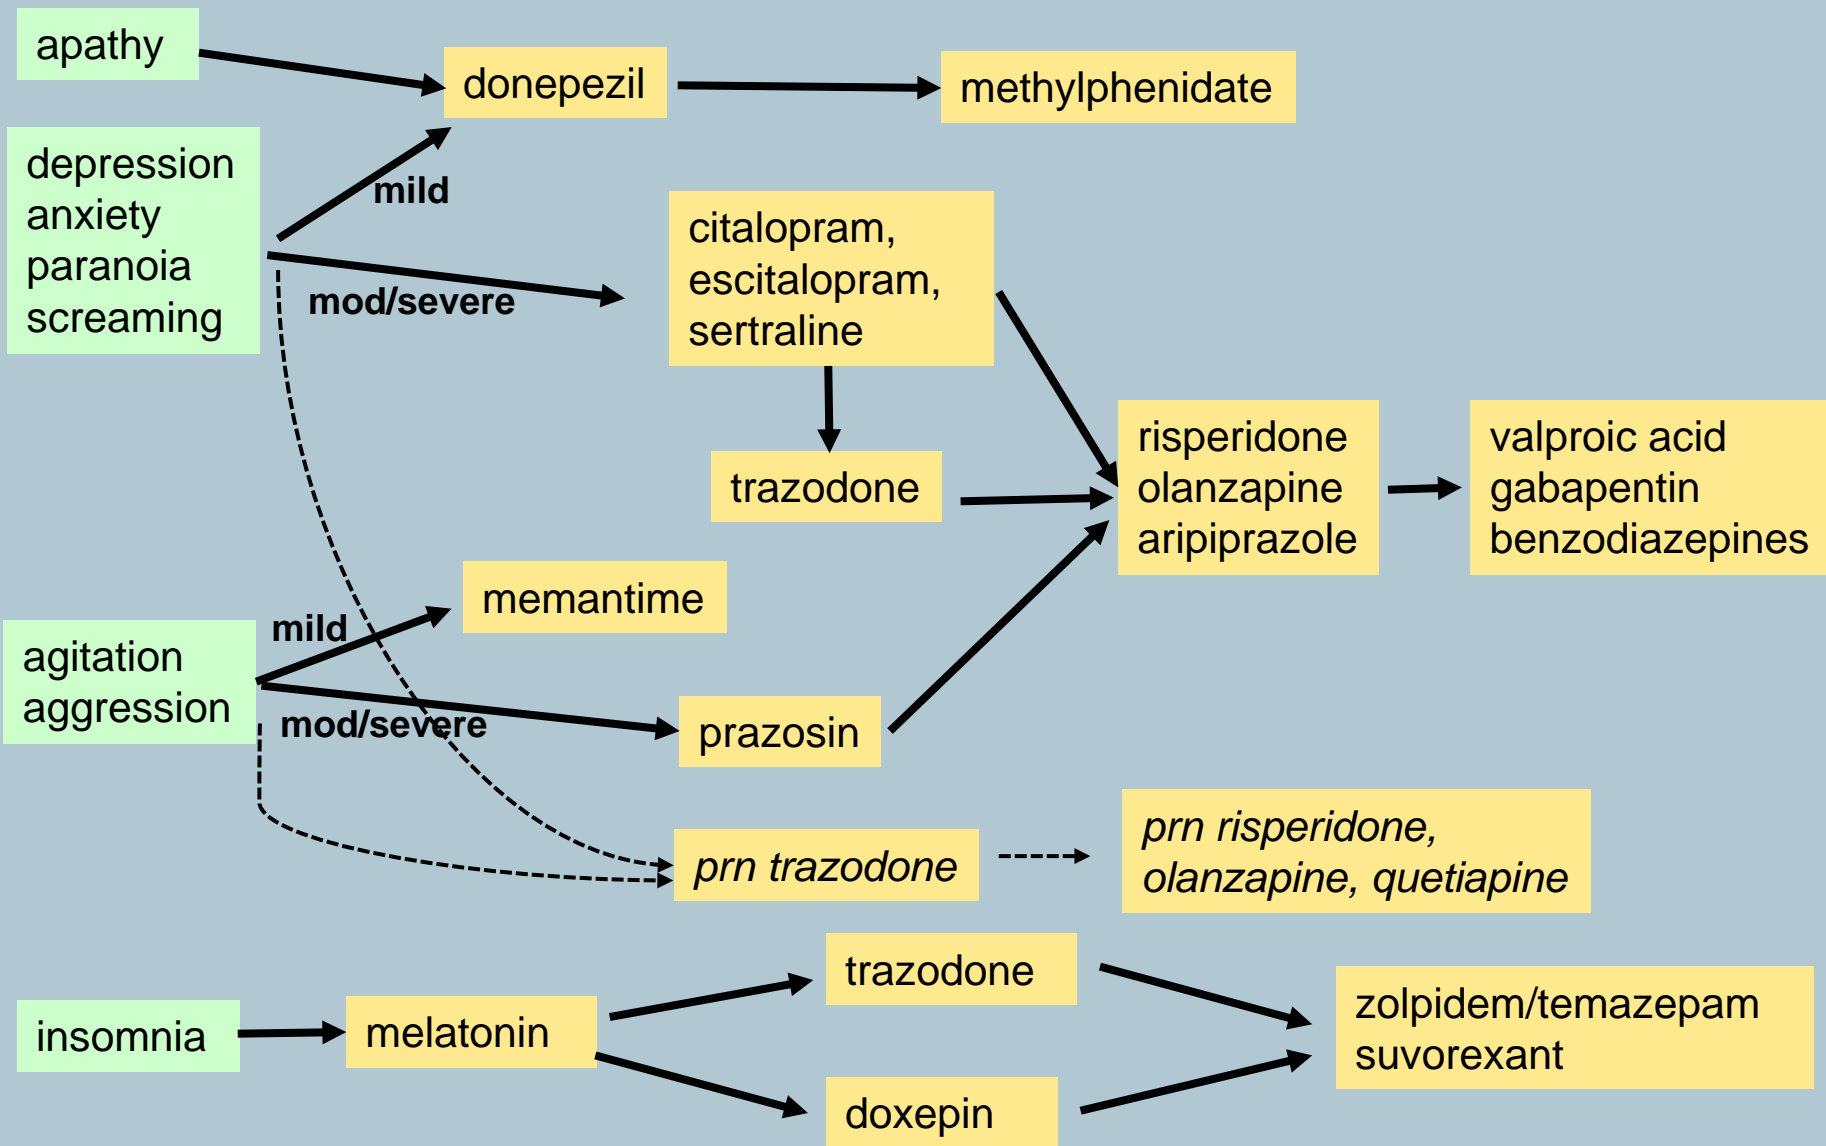 apathy
donepezil
methylphenidate
depression
anxiety
paranoia
screaming
mild
mod/severe
citalopram,
escitalopram,
sertraline
trazodone
risperidone
olanzapine
aripiprazole
valproic acid
gabapentin
benzodiazepines
agitation
aggression
mild
mod/severe
memantime
prazosin
prn trazodone
prn risperidone,
olanzapine, quetiapine
insomnia
melatonin
trazodone
doxepin
zolpidem/temazepam
suvorexant